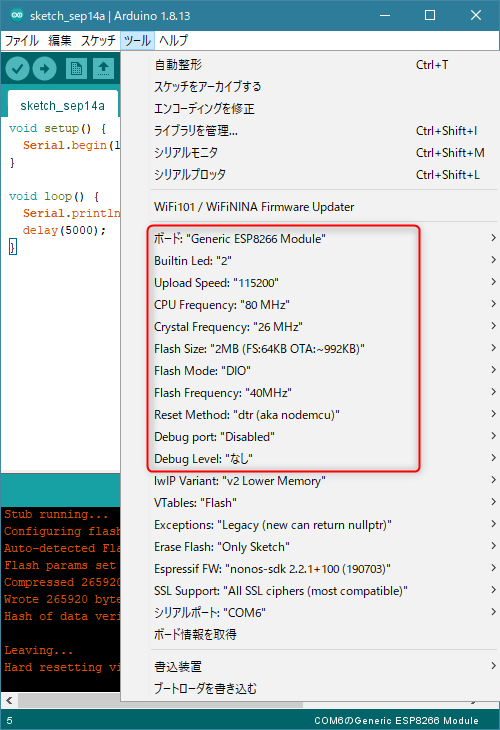 sketch_sep14a | Arduino 1.8.13
ファイル 編集 スケッチ ツール ヘルプ
sketch_sep14a
void setup() {
Serial.begin(
}
void loop() {
Serial.println
delay(5000);
}
自動整形 Ctrl+T
スケッチをアーカイブする
エンコーディングを修正
ライブラリを管理... Ctrl+Shift+I
シリアルモニタ Ctrl+Shift+M
シリアルプロッタ Ctrl+Shift+L
WiFi101 / WiFiNINA Firmware Updater
ボード: "Generic ESP8266 Module"
Builtin Led: "2"
Upload Speed: "115200"
CPU Frequency: "80 MHz"
Crystal Frequency: "26 MHz"
Flash Size: "2MB (FS:64KB OTA:~992KB)"
Flash Mode: "DIO"
Flash Frequency: "40MHz"
Reset Method: "dtr (aka nodemcu)"
Debug port: "Disabled"
Debug Level: "なし"
lwIP Variant: "v2 Lower Memory"
VTables: "Flash"
Exceptions: "Legacy (new can return nullptr)"
Erase Flash: "Only Sketch"
Espressif FW: "nonos-sdk 2.2.1+100 (190703)"
SSL Support: "All SSL ciphers (most compatible)"
シリアルポート: "COM6"
ボード情報を取得
書込装置
ブートローダを書き込む
Stub running...
Configuring flash
Auto-detected Fla
Flash params set
Compressed 265920
Wrote 265920 byte
Hash of data veri
Leaving...
Hard resetting vi
5 COM6のGeneric ESP8266 Module